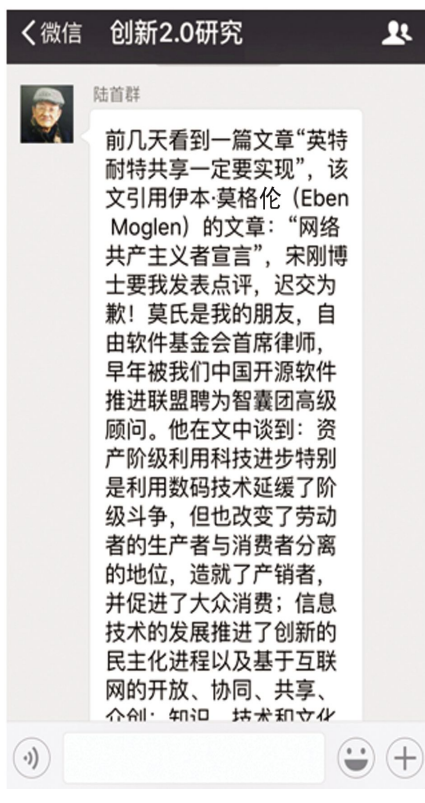 微信
创新2.0研究
陆首群
前几天看到一篇文章“英特
耐特共享一定要实现”，该
文引用伊本·莫格伦（Eben
Moglen）的文章：“网络
共产主义者宣言”，宋刚博
士要我发表点评，迟交为
歉！莫氏是我的朋友，自
由软件基金会首席律师，
早年被我们中国开源软件
推进联盟聘为智囊团高级
顾问。他在文中谈到：资
产阶级利用科技进步特别
是利用数码技术延缓了阶
级斗争，但也改变了劳动
者的生产者与消费者分离
的地位，造就了产销者，
并促进了大众消费；信息
技术的发展推进了创新的
民主化进程以及基于互联
网的开放、协同、共享、
众创；知识、技术和文化